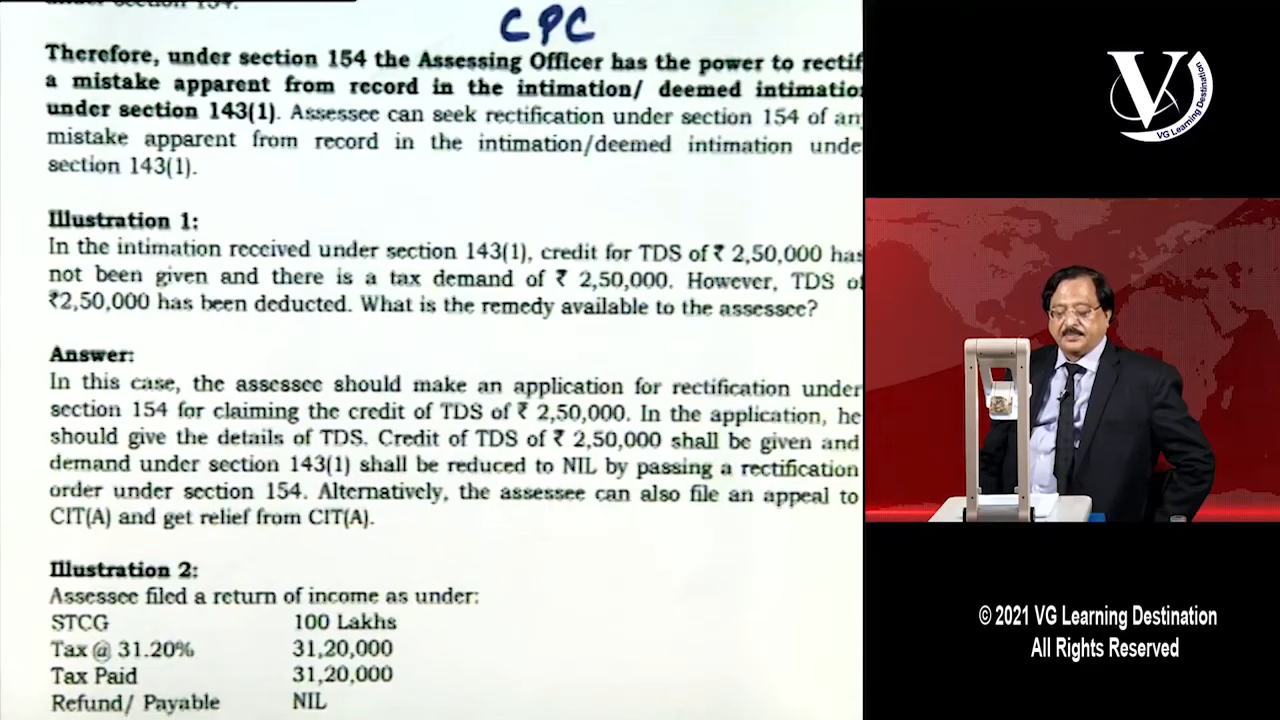 under section 154.
CPC
Therefore, under section 154 the Assessing Officer has the power to rectif
a mistake apparent from record in the intimation/ deemed intimatio
under section 143(1). Assessee can seek rectification under section 154 of an
mistake apparent from record in the intimation/deemed intimation unde
section 143(1).
Illustration 1:
In the intimation received under section 143(1), credit for TDS of ₹ 2,50,000 has
not been given and there is a tax demand of ₹ 2,50,000. However, TDS of
₹2,50,000 has been deducted. What is the remedy available to the assessee?
Answer:
In this case, the assessee should make an application for rectification under
section 154 for claiming the credit of TDS of ₹ 2,50,000. In the application, he
should give the details of TDS. Credit of TDS of ₹ 2,50,000 shall be given and
demand under section 143(1) shall be reduced to NIL by passing a rectification
order under section 154. Alternatively, the assessee can also file an appeal to
CIT(A) and get relief from CIT(A).
Illustration 2:
Assessee filed a return of income as under:
STCG 100 Lakhs
Tax @ 31.20% 31,20,000
Tax Paid 31,20,000
Refund/ Payable NIL
V
VG Learning Destination
© 2021 VG Learning Destination
All Rights Reserved